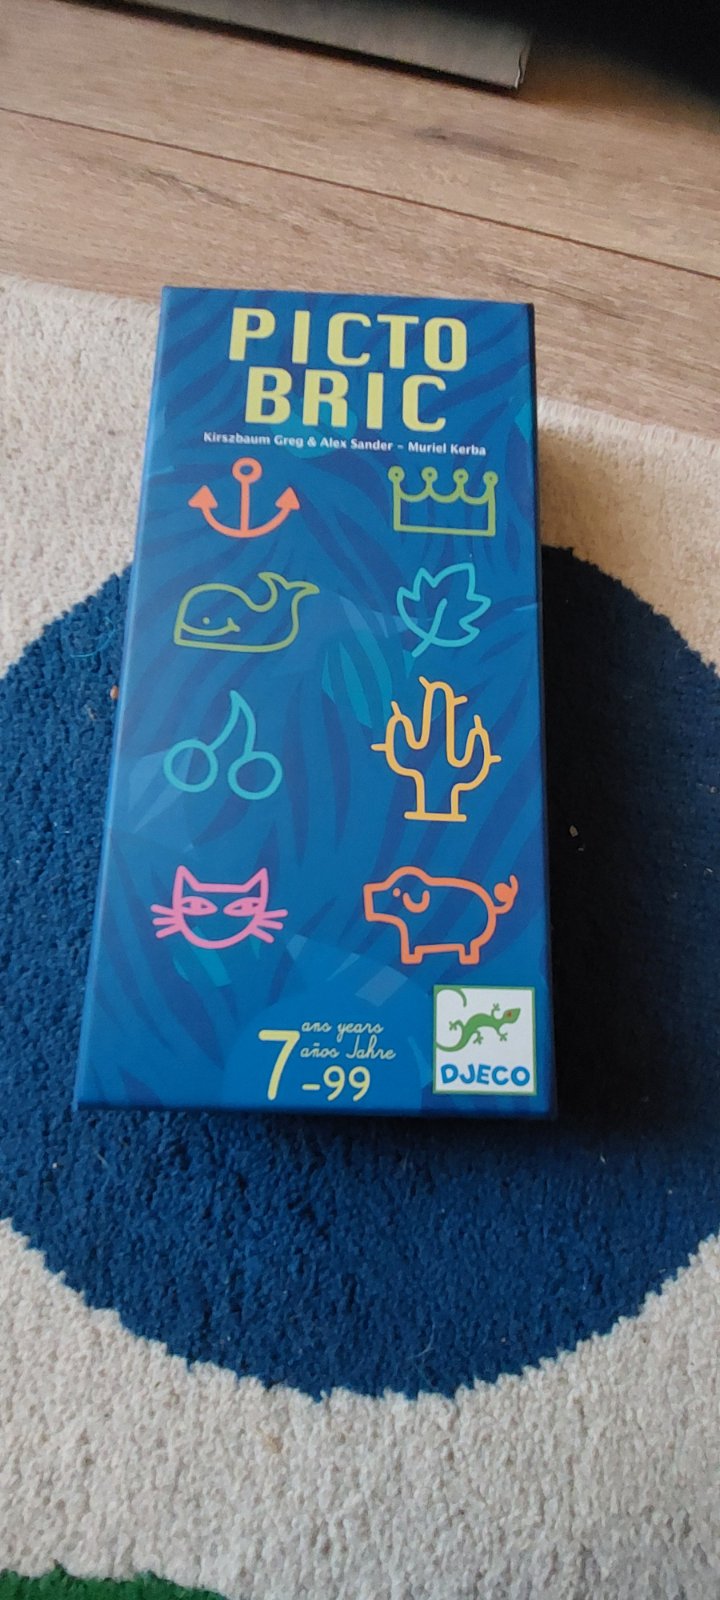 PICTO
BRIC
Kirszbaum Greg & Alex Sander - Muriel Kerba
7
ans years
años Jahre
-99
DJECO